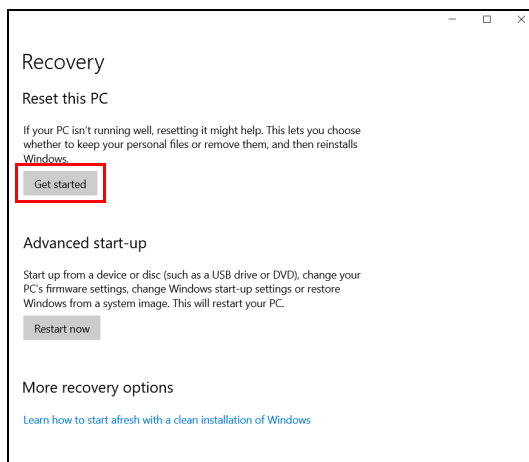 Recovery
Reset this PC
If your PC isn't running well, resetting it might help. This lets you choose
whether to keep your personal files or remove them, and then reinstalls
Windows.
Get started
Advanced start-up
Start up from a device or disc (such as a USB drive or DVD), change your
PC's firmware settings, change Windows start-up settings or restore
Windows from a system image. This will restart your PC.
Restart now
More recovery options
Learn how to start afresh with a clean installation of Windows